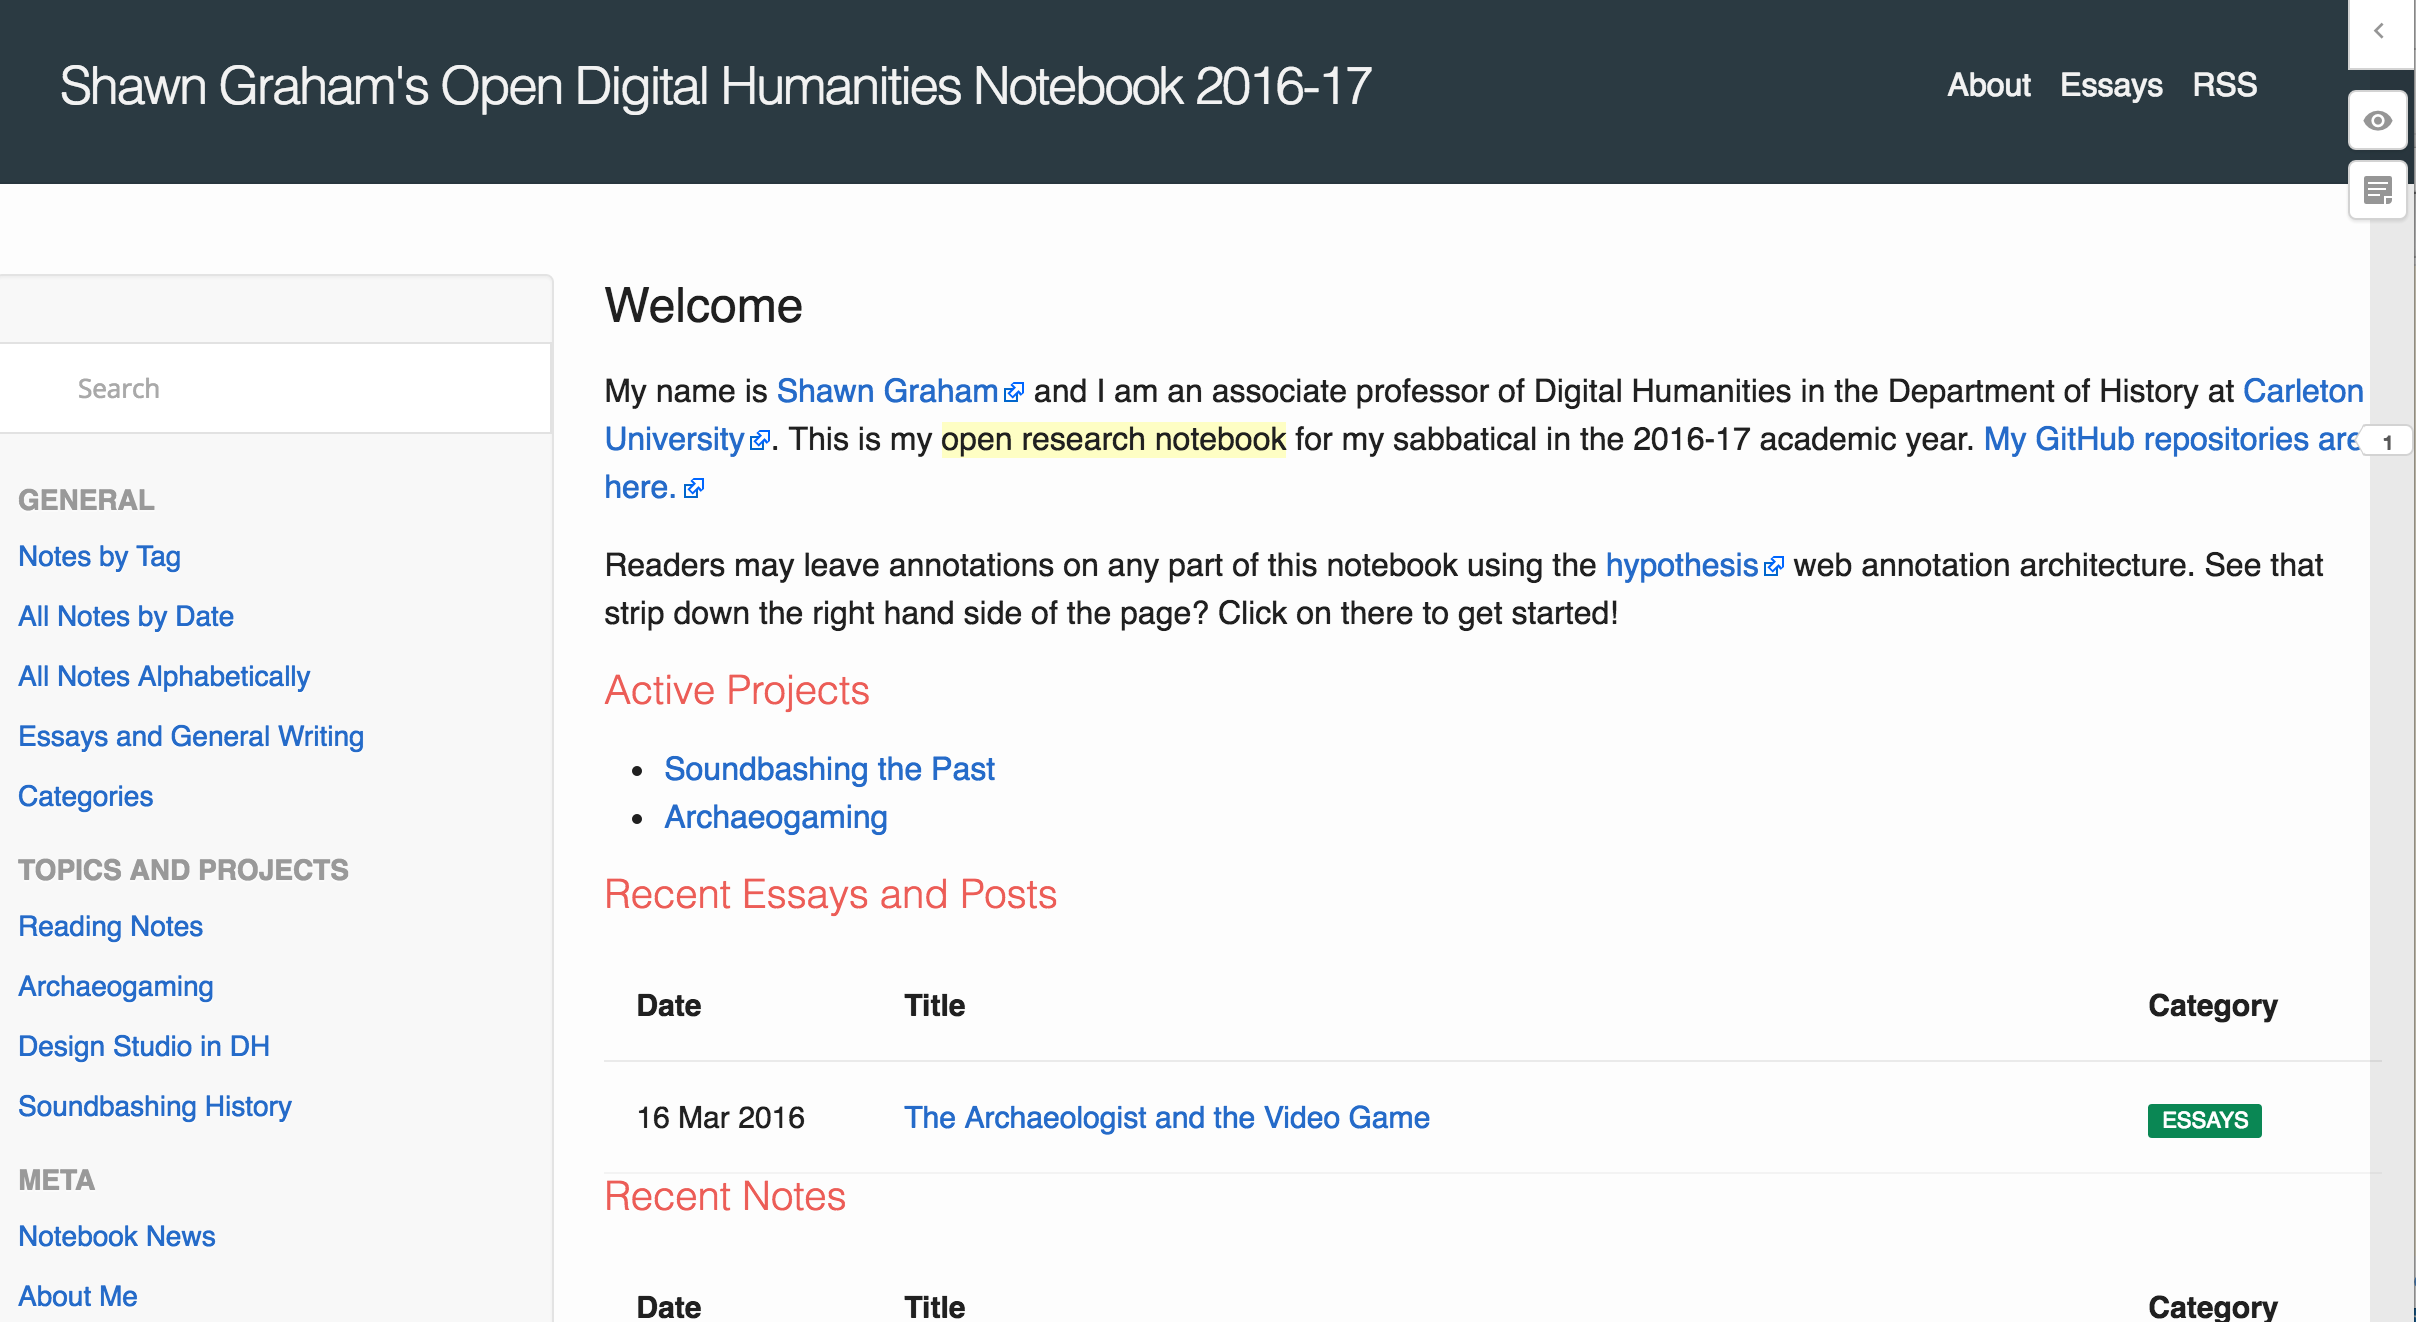 Shawn Graham's Open Digital Humanities Notebook 2016-17
About Essays RSS
Search
GENERAL
Notes by Tag
All Notes by Date
All Notes Alphabetically
Essays and General Writing
Categories
TOPICS AND PROJECTS
Reading Notes
Archaeogaming
Design Studio in DH
Soundbashing History
META
Notebook News
About Me
Welcome
My name is Shawn Graham and I am an associate professor of Digital Humanities in the Department of History at Carleton
University. This is my open research notebook for my sabbatical in the 2016-17 academic year. My GitHub repositories are
1
here.
Readers may leave annotations on any part of this notebook using the hypothesis web annotation architecture. See that
strip down the right hand side of the page? Click on there to get started!
Active Projects
Soundbashing the Past
Archaeogaming
Recent Essays and Posts
Date Title Category
16 Mar 2016 The Archaeologist and the Video Game ESSAYS
Recent Notes
Date Title Category